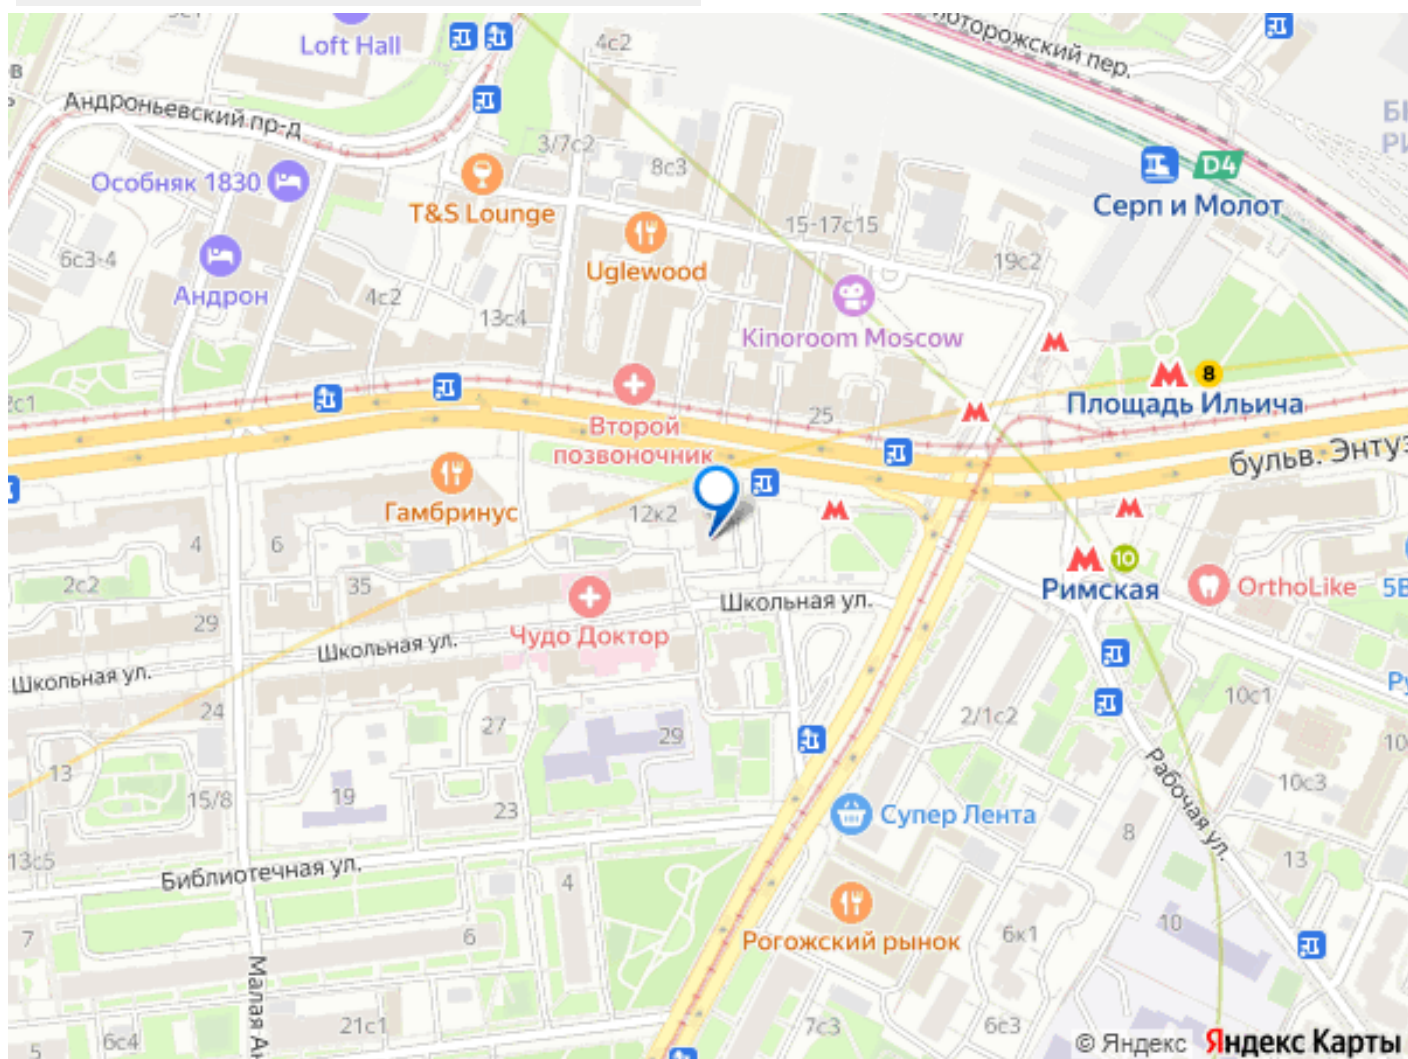 Loft Hall
4с2
Андроньевский пр-д
3/7с2
8с3
D4
Серп и Молот
Особняк 1830
T&S Lounge
15-17с15
Uglewood
19с2
6с3-4
Андрон
4с2
13с4
Kinoroom Moscow
8
Площадь Ильича
25
Второй
позвоночник
бульв.
Гамбринус
12к2
4
6
10
Римская
OrthoLike
2с2
35
Чудо Доктор
Школьная ул.
29
Школьная ул.
Школьная ул.
24
27
29
2/1с2
10с1
13
15/8
19
23
10с3
Рабочая ул.
Супер Лента
8
13
13с5
Библиотечная ул.
4
7
6
Рогожский рынок
6к1
10
Малая
21с1
7с3
6с3
5
6с4
© Яндекс
Яндекс Карты